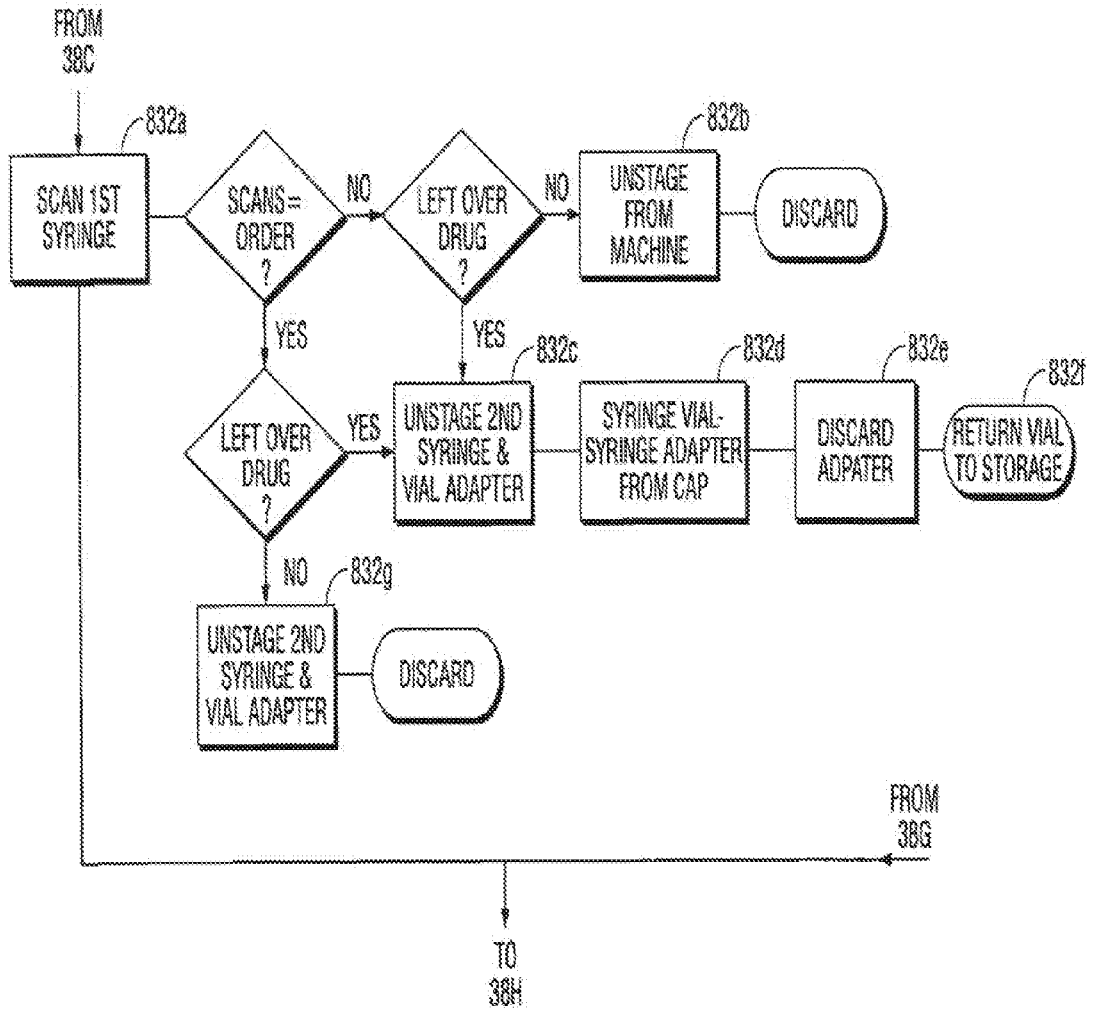 FROM
38C
832a
SCAN 1ST
SYRINGE
SCANS=
ORDER
?
NO
LEFT OVER
DRUG
?
NO
832b
UNSTAGE
FROM
MACHINE
DISCARD
YES
YES
LEFT OVER
DRUG
?
YES
832c
UNSTAGE 2ND
SYRINGE &
VIAL ADAPTER
832d
SYRINGE VIAL-
SYRINGE ADAPTER
FROM CAP
832e
DISCARD
ADPATER
832f
RETURN VIAL
TO STORAGE
NO
832g
UNSTAGE 2ND
SYRINGE &
VIAL ADAPTER
DISCARD
FROM
38G
TO
38H